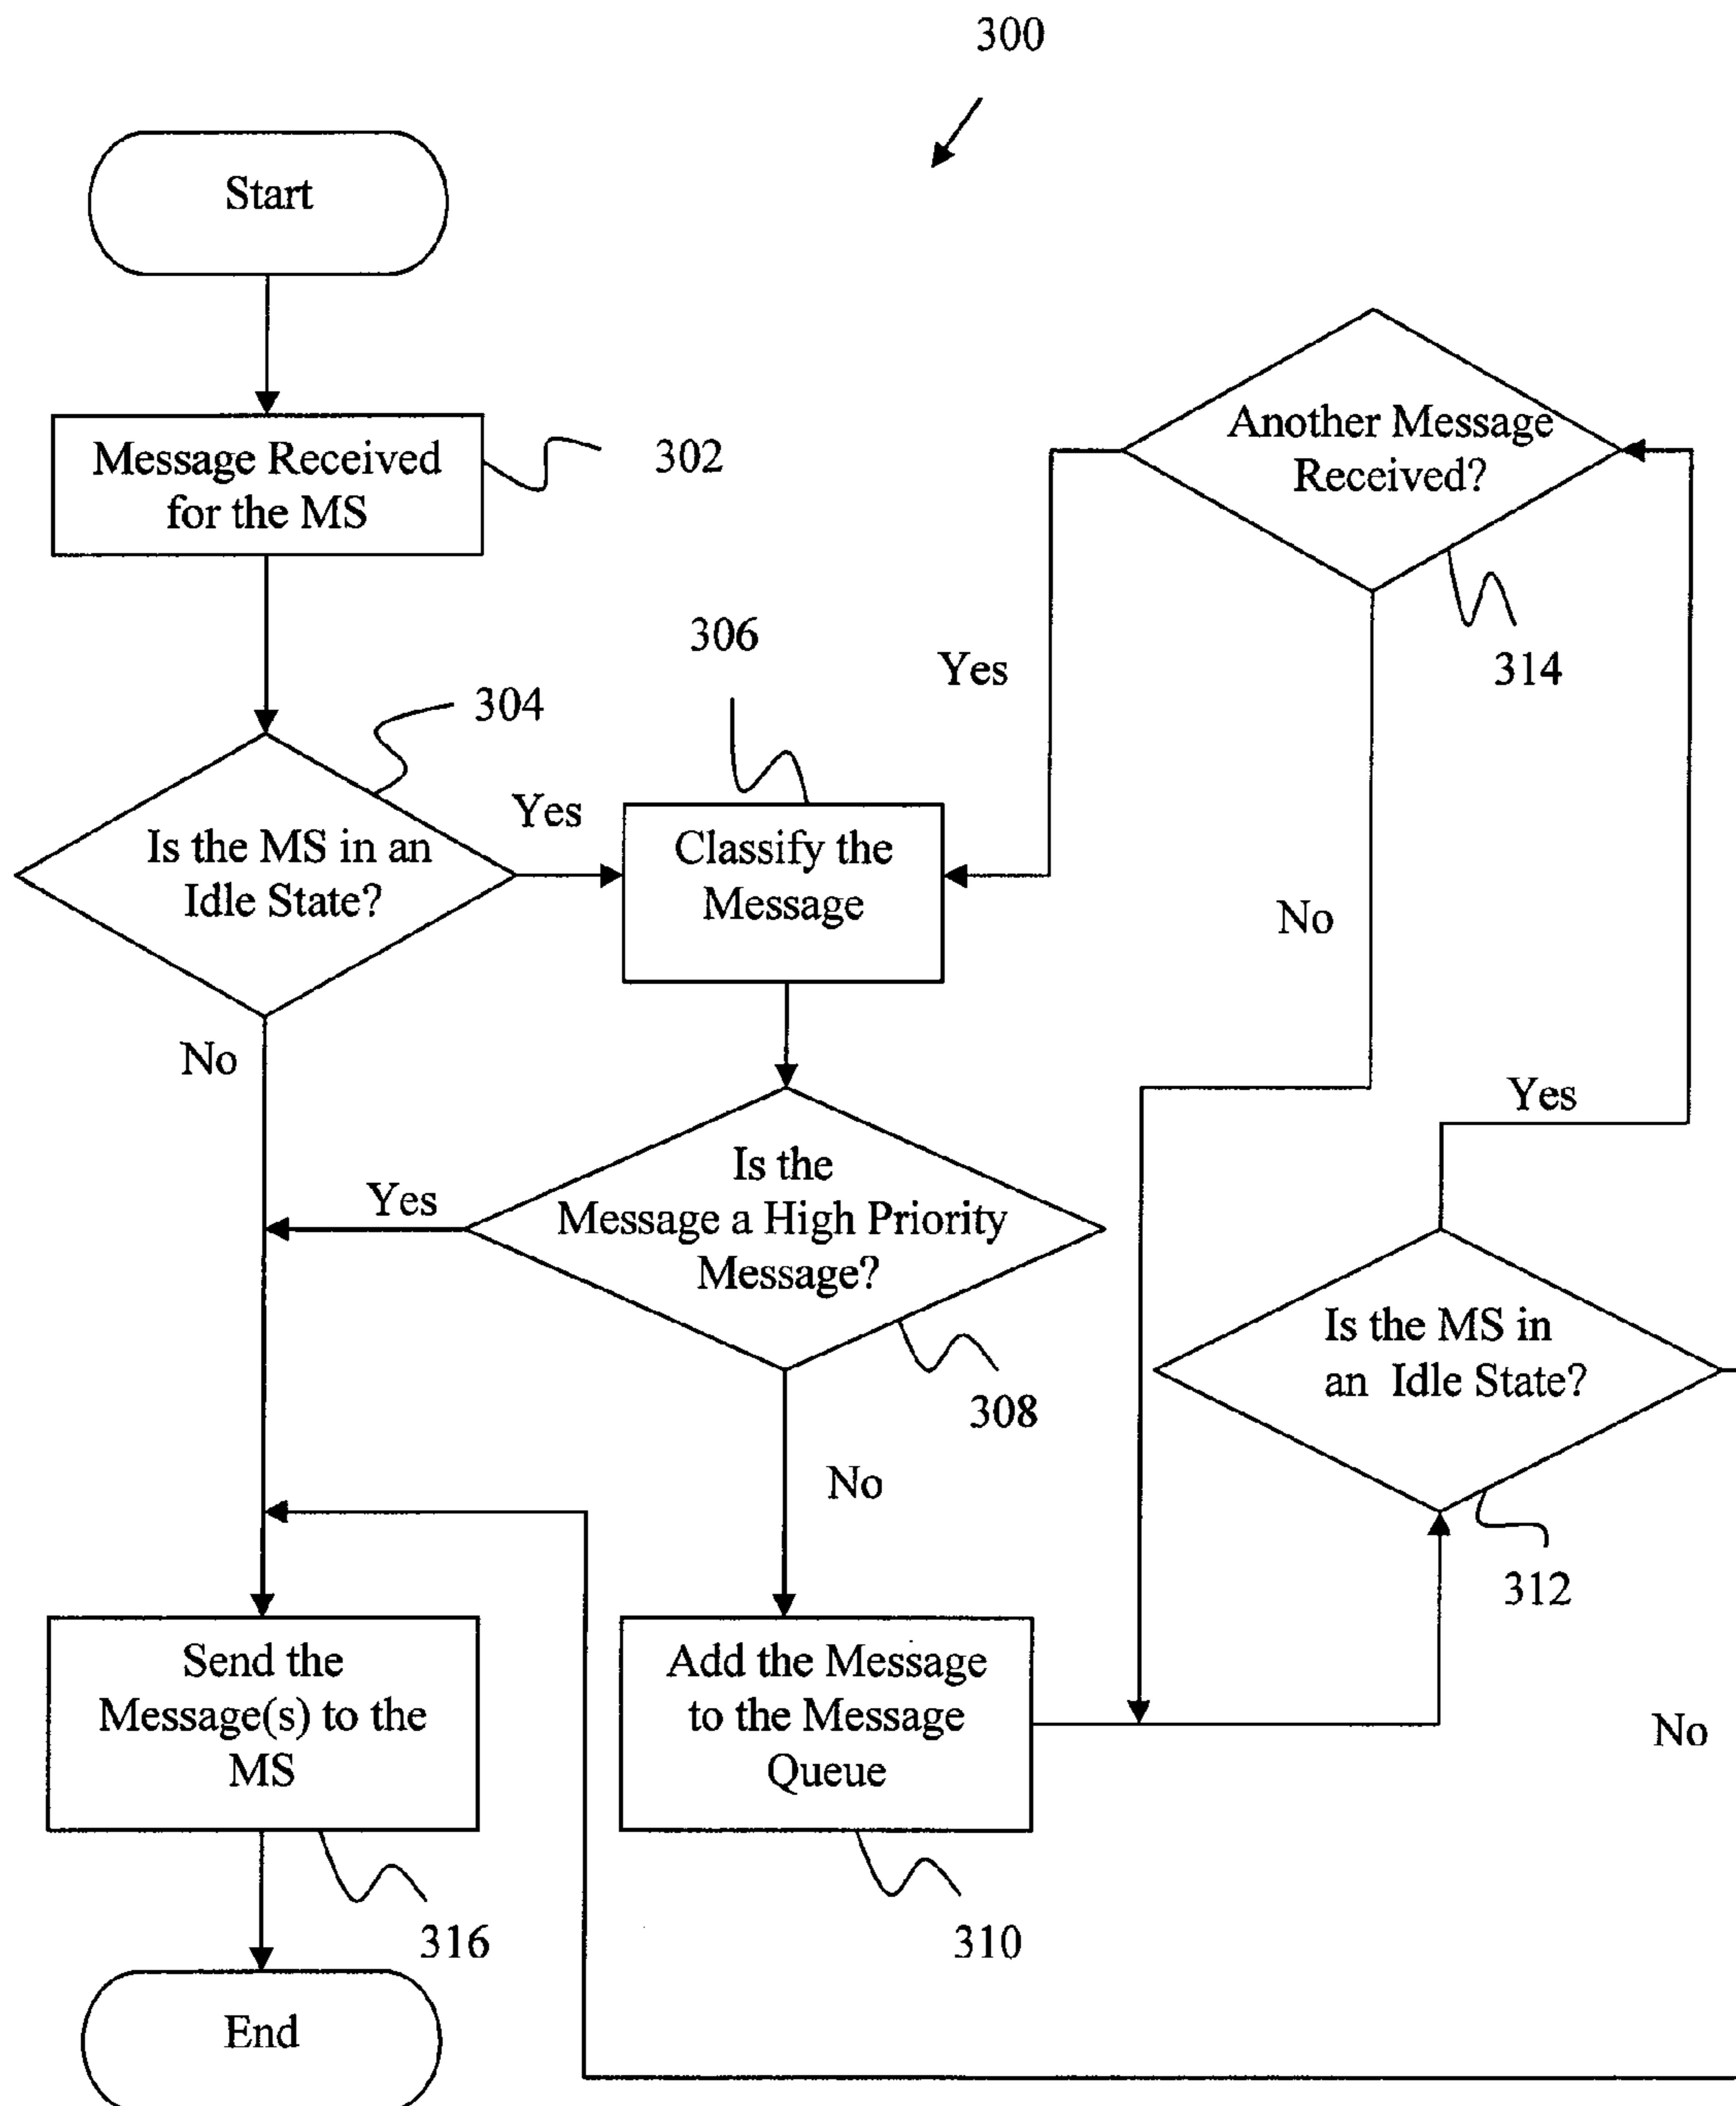 300
Start
Message Received
for the MS
302
Another Message
Received?
314
306
Yes
304
Is the MS in an
Idle State?
Yes
Classify the
Message
No
No
Yes
Is the
Message a High Priority
Message?
Yes
308
Is the MS in
an Idle State?
312
No
Send the
Message(s) to the
MS
Add the Message
to the Message
Queue
No
316
310
End